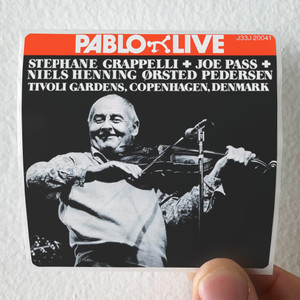 J33J 20041
PABLO LIVE
STEPHANE GRAPPELLI + JOE PASS +
NIELS HENNING ØRSTED PEDERSEN
TIVOLI GARDENS, COPENHAGEN, DENMARK